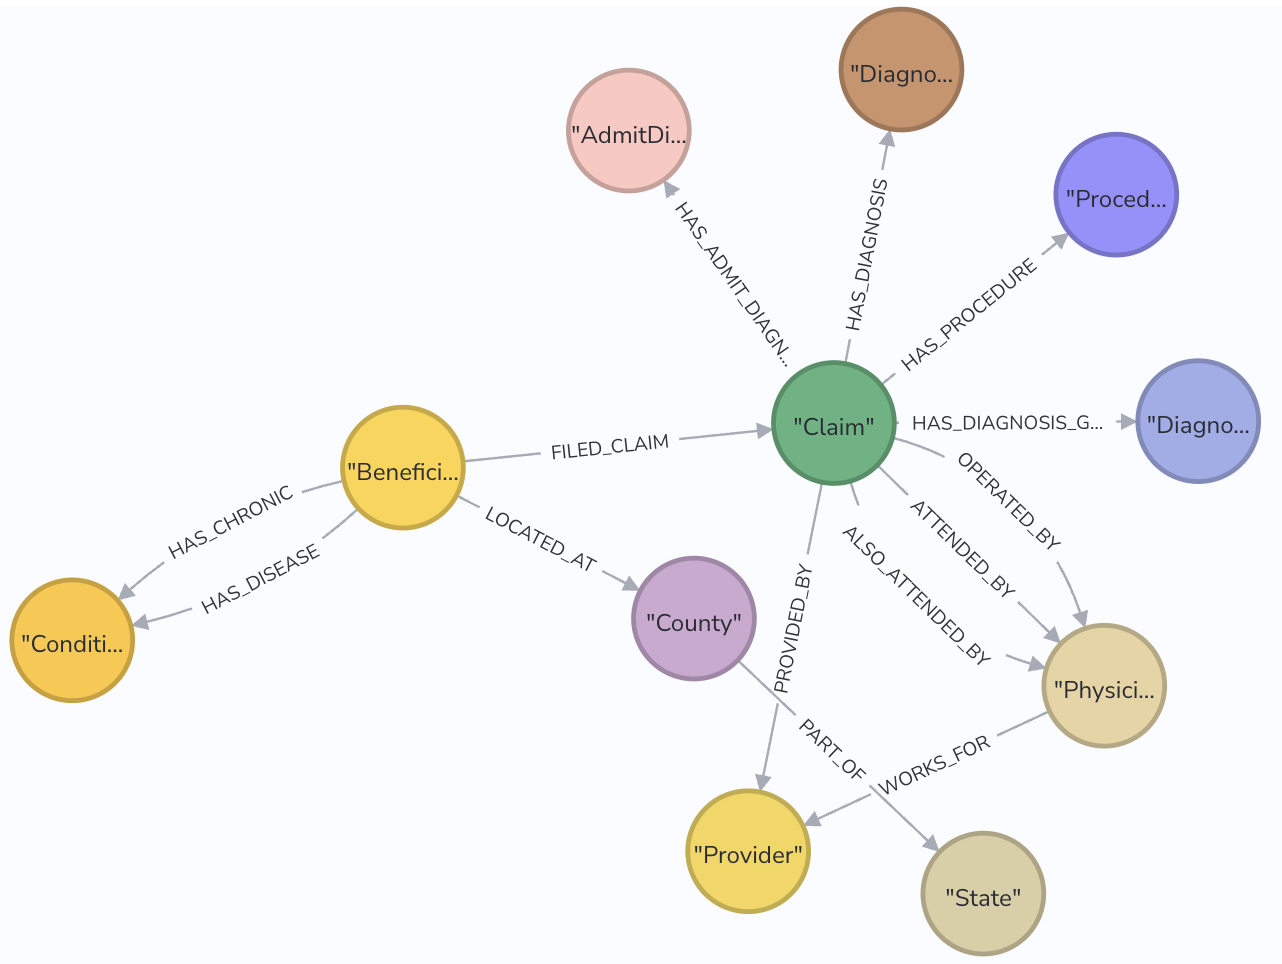 "Diagno...
"AdmitDi...
"Proced...
HAS_ADMIT_DIAGN...
HAS_DIAGNOSIS
HAS_PROCEDURE
"Claim"
HAS_DIAGNOSIS_G...
"Diagno...
"Benefici...
FILED_CLAIM
HAS_CHRONIC
HAS_DISEASE
LOCATED_AT
OPERATED_BY
ATTENDED_BY
ALSO_ATTENDED_BY
PROVIDED_BY
"Conditi...
"County"
"Physici...
PART_OF
WORKS_FOR
"Provider"
"State"